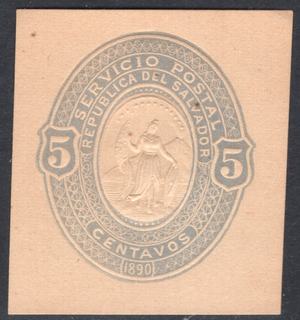 SERVICIO POSTAL
REPUBLICA DEL SALVADOR
5 5
CENTAVOS
1890